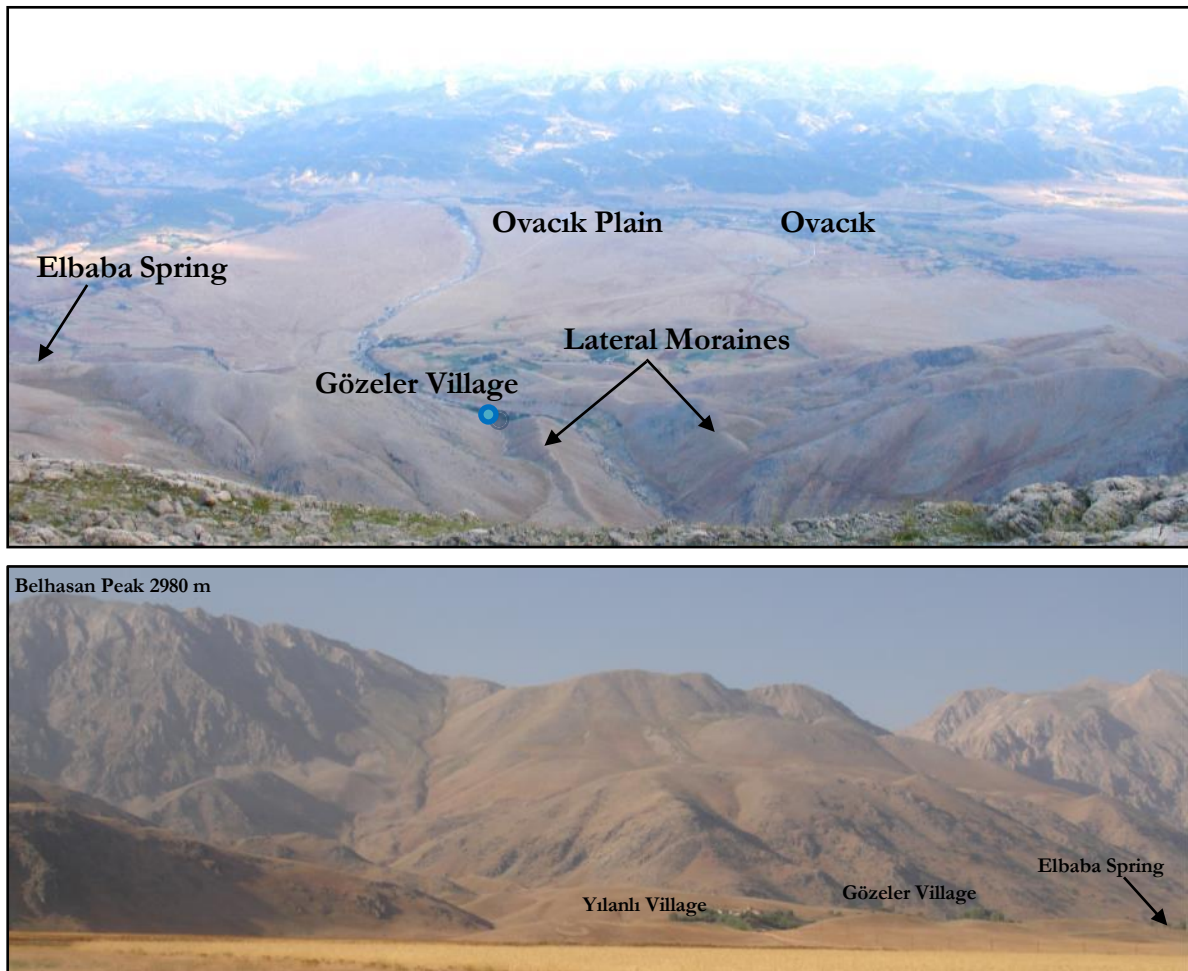 Ovacık Plain
Ovacık
Elbaba Spring
Lateral Moraines
Gözeler Village
Belhasan Peak 2980 m
Elbaba Spring
Gözeler Village
Yılanlı Village